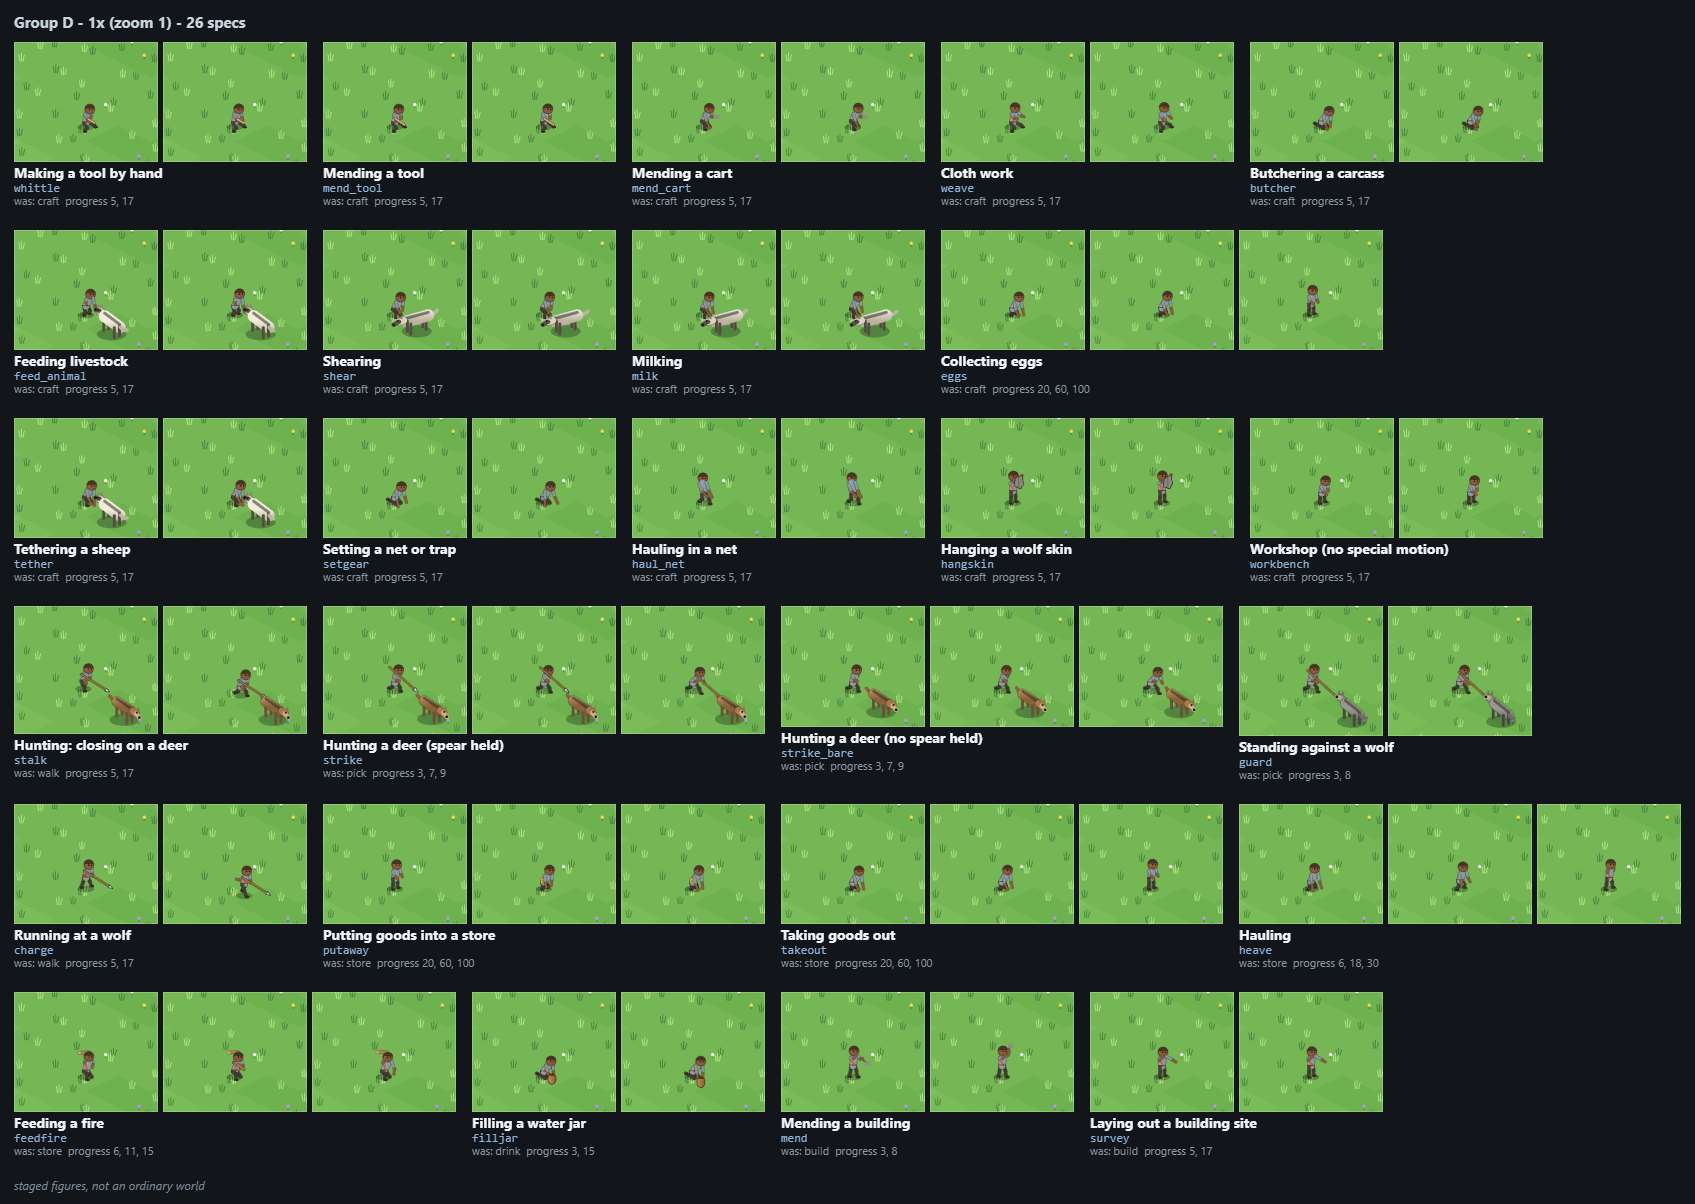 Group D - 1x (zoom 1) - 26 specs
Making a tool by hand
whittle
was: craft progress 5, 17
Mending a tool
mend_tool
was: craft progress 5, 17
Mending a cart
mend_cart
was: craft progress 5, 17
Cloth work
weave
was: craft progress 5, 17
Butchering a carcass
butcher
was: craft progress 5, 17
Feeding livestock
feed_animal
was: craft progress 5, 17
Shearing
shear
was: craft progress 5, 17
Milking
milk
was: craft progress 5, 17
Collecting eggs
eggs
was: craft progress 20, 60, 100
Tethering a sheep
tether
was: craft progress 5, 17
Setting a net or trap
setgear
was: craft progress 5, 17
Hauling in a net
haul_net
was: craft progress 5, 17
Hanging a wolf skin
hangskin
was: craft progress 5, 17
Workshop (no special motion)
workbench
was: craft progress 5, 17
Hunting: closing on a deer
stalk
was: walk progress 5, 17
Hunting a deer (spear held)
strike
was: pick progress 3, 7, 9
Hunting a deer (no spear held)
strike_bare
was: pick progress 3, 7, 9
Standing against a wolf
guard
was: pick progress 3, 8
Running at a wolf
charge
was: walk progress 5, 17
Putting goods into a store
putaway
was: store progress 20, 60, 100
Taking goods out
takeout
was: store progress 20, 60, 100
Hauling
heave
was: store progress 6, 18, 30
Feeding a fire
feedfire
was: store progress 6, 11, 15
Filling a water jar
filljar
was: drink progress 3, 15
Mending a building
mend
was: build progress 3, 8
Laying out a building site
survey
was: build progress 5, 17
staged figures, not an ordinary world